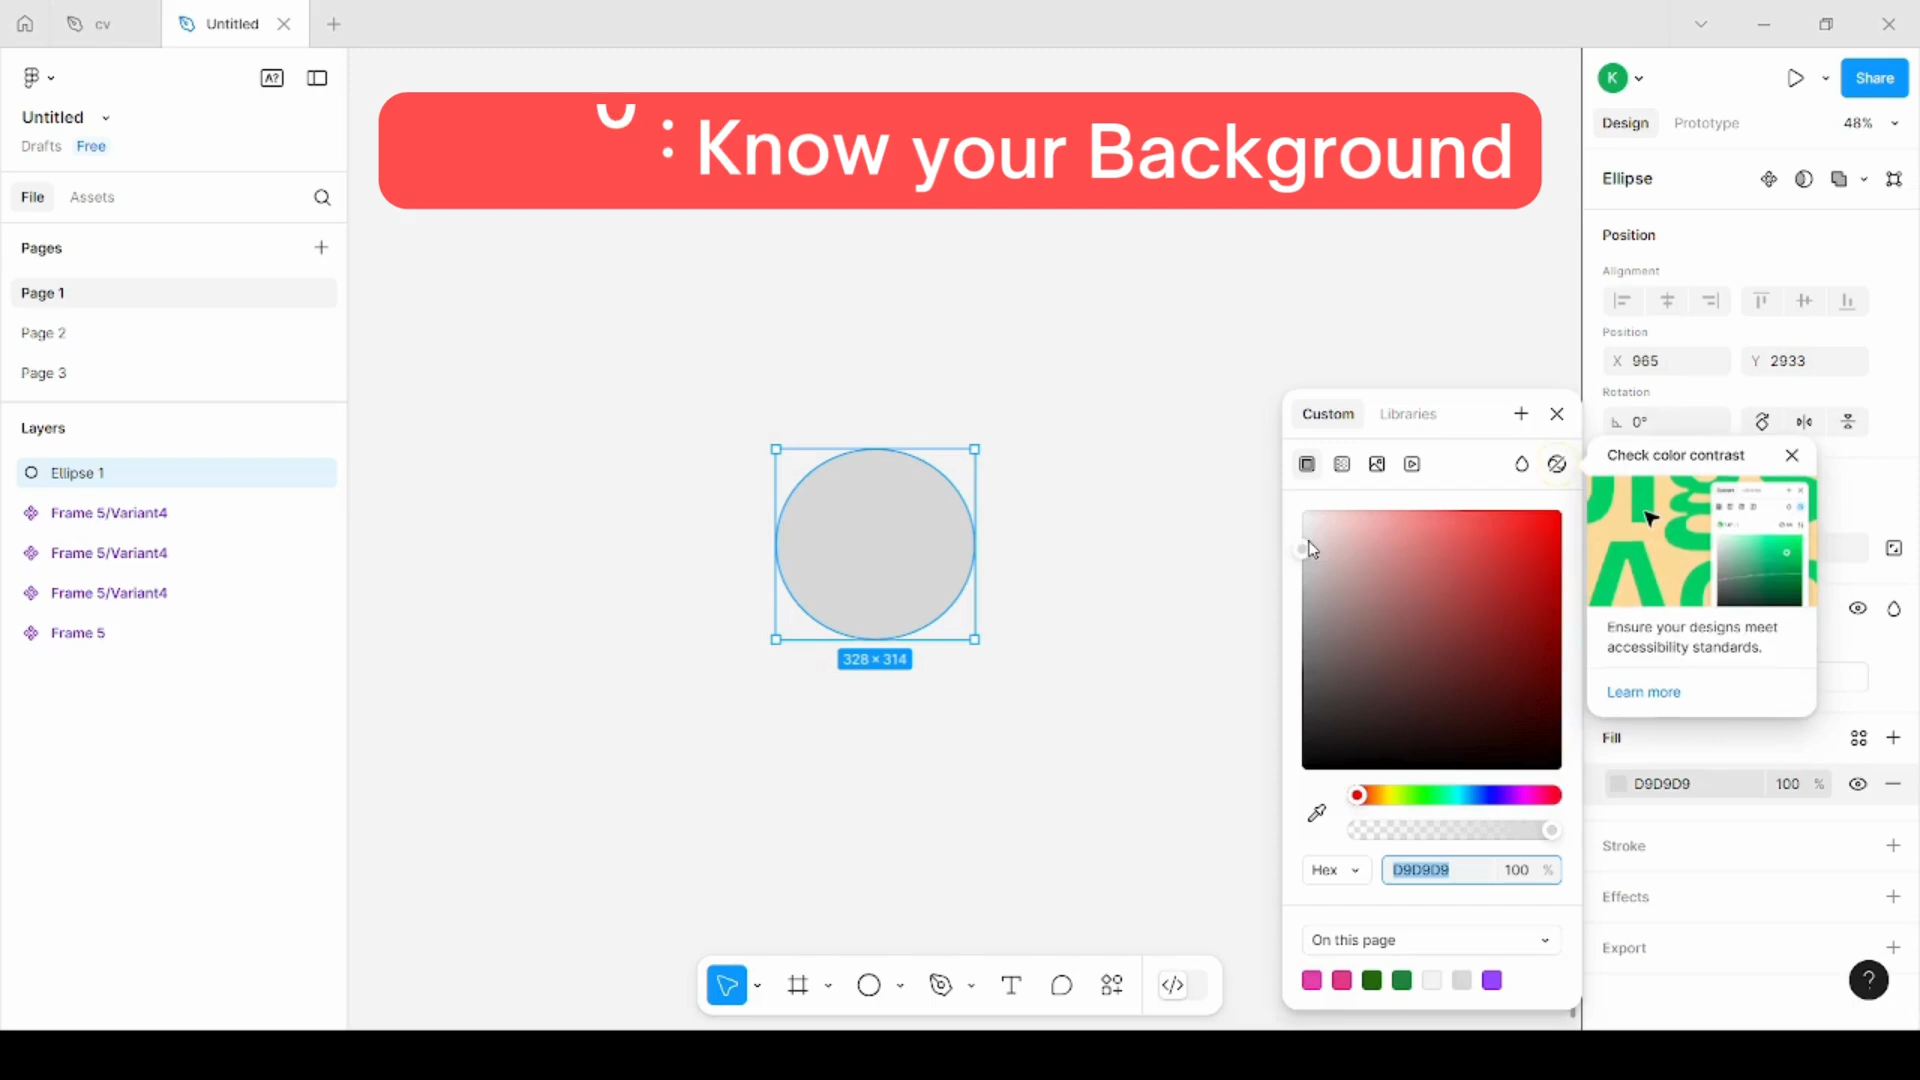 cv
Untitled
A?
Untitled
Drafts Free
File Assets
Pages
Page 1
Page 2
Page 3
Layers
Ellipse 1
Frame 5/Variant4
Frame 5/Variant4
Frame 5/Variant4
Frame 5
: Know your Background
328 × 314
Custom Libraries
Hex D9D9D9 100 %
On this page
K
Share
Design Prototype 48%
Ellipse
Position
Alignment
Position
X 965 Y 2933
Rotation
0°
Check color contrast
Ensure your designs meet
accessibility standards.
Learn more
Fill
D9D9D9 100 %
Stroke
Effects
Export
?